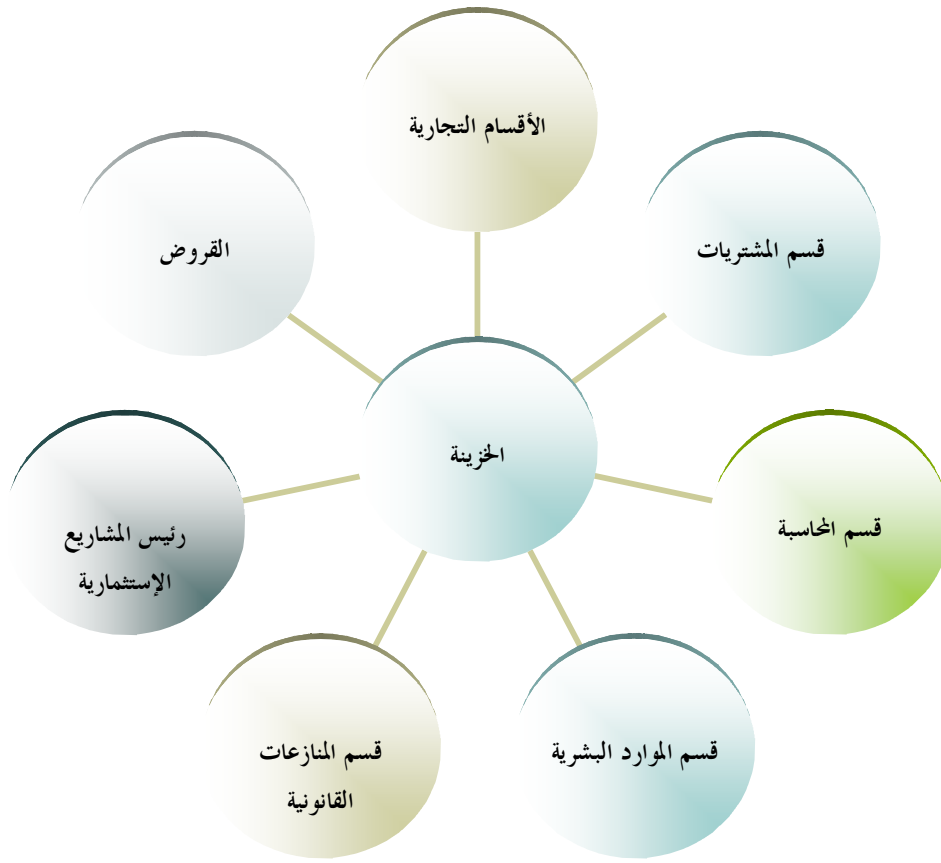 الأقسام التجارية
قسم المشتريات
القروض
الخزينة
قسم المحاسبة
رئيس المشاريع
الإستثمارية
قسم الموارد البشرية
قسم المنازعات
القانونية